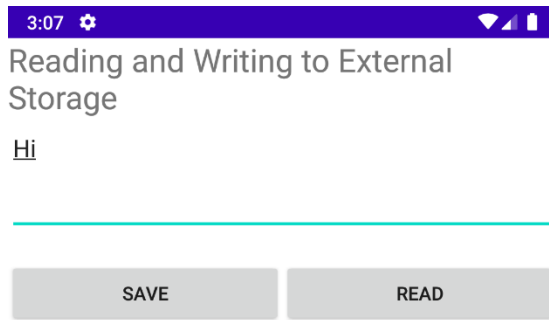 3:07
Reading and Writing to External
Storage
Hi
SAVE READ